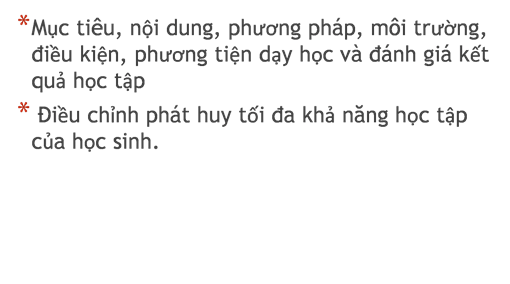 *Mục tiêu, nội dung, phương pháp, môi trường,
điều kiện, phương tiện dạy học và đánh giá kết
quả học tập
* Điều chỉnh phát huy tối đa khả năng học tập
của học sinh.